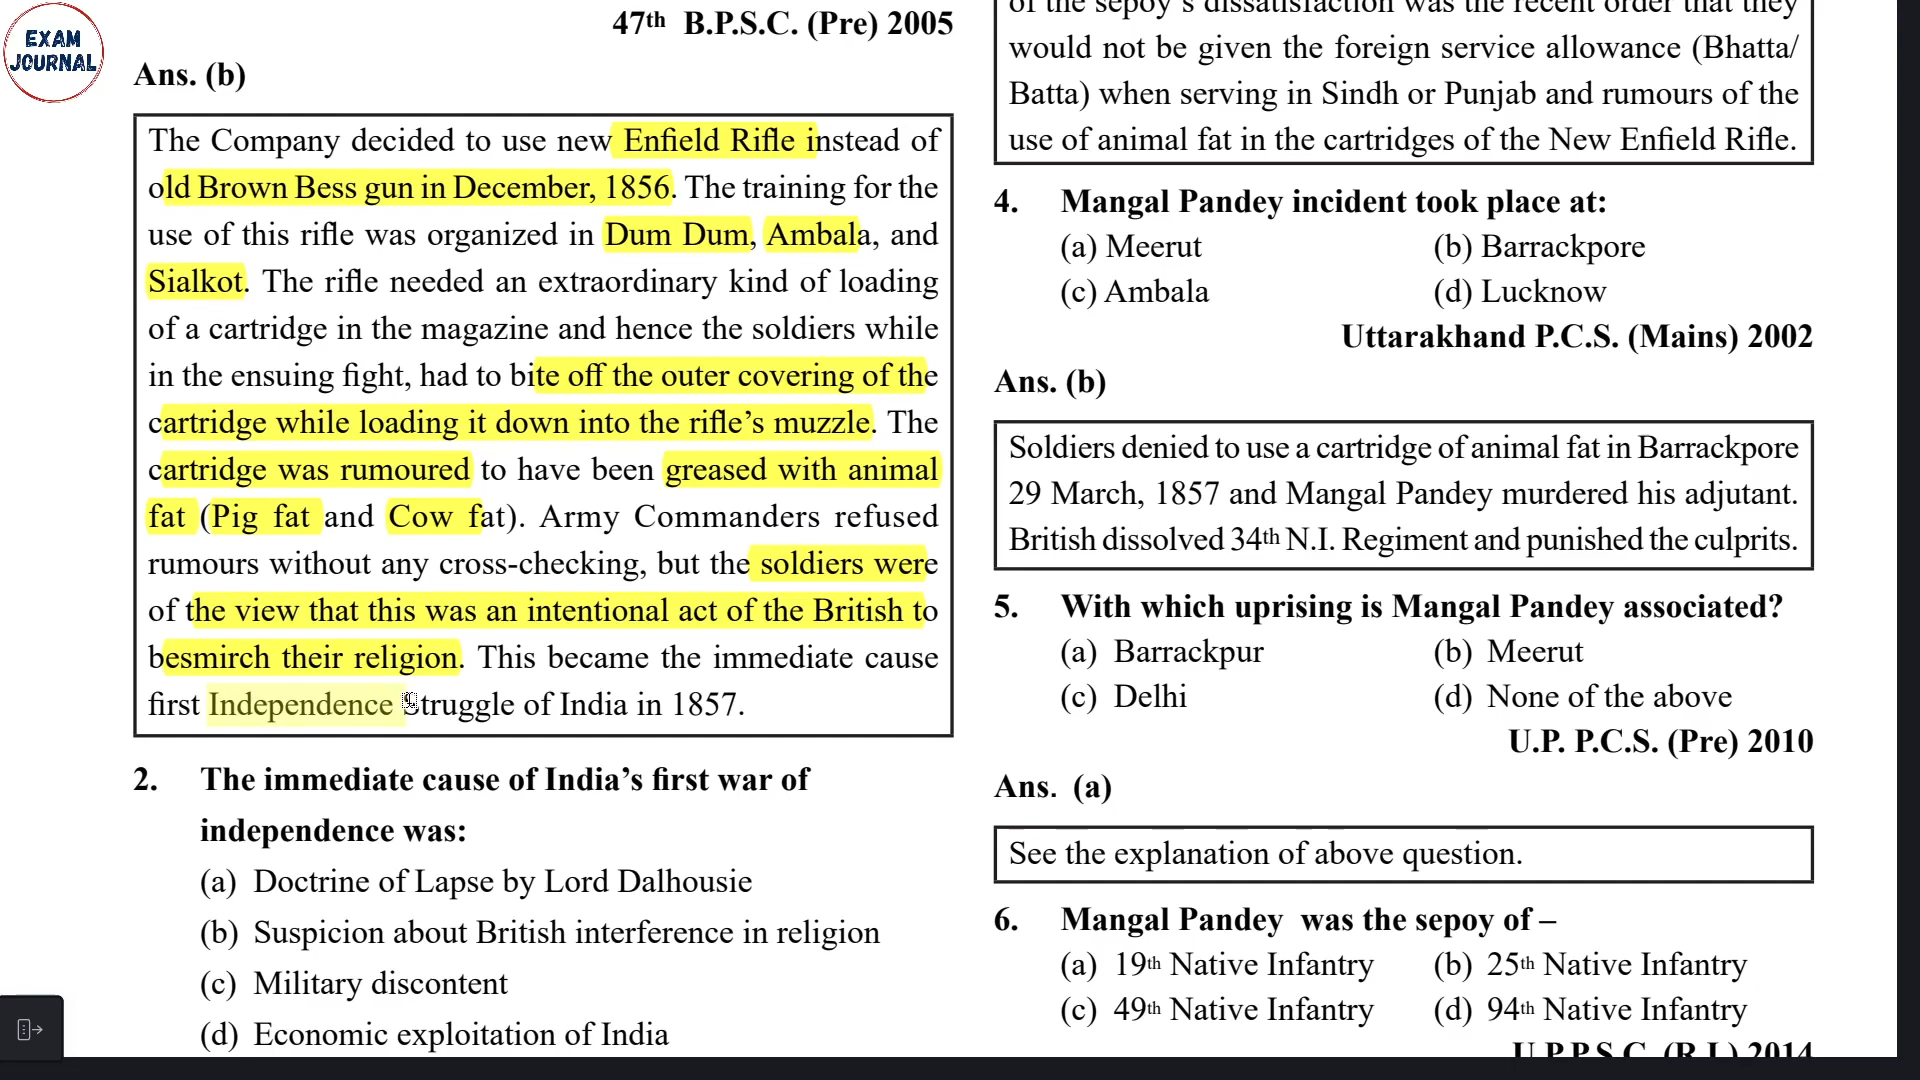 EXAM
JOURNAL
47th B.P.S.C. (Pre) 2005
Ans. (b)
The Company decided to use new Enfield Rifle instead of
old Brown Bess gun in December, 1856. The training for the
use of this rifle was organized in Dum Dum, Ambala, and
Sialkot. The rifle needed an extraordinary kind of loading
of a cartridge in the magazine and hence the soldiers while
in the ensuing fight, had to bite off the outer covering of the
cartridge while loading it down into the rifle’s muzzle. The
cartridge was rumoured to have been greased with animal
fat (Pig fat and Cow fat). Army Commanders refused
rumours without any cross-checking, but the soldiers were
of the view that this was an intentional act of the British to
besmirch their religion. This became the immediate cause
first Independence Struggle of India in 1857.
2. The immediate cause of India’s first war of
independence was:
(a) Doctrine of Lapse by Lord Dalhousie
(b) Suspicion about British interference in religion
(c) Military discontent
(d) Economic exploitation of India
of the sepoy’s dissatisfaction was the recent order that they
would not be given the foreign service allowance (Bhatta/
Batta) when serving in Sindh or Punjab and rumours of the
use of animal fat in the cartridges of the New Enfield Rifle.
4. Mangal Pandey incident took place at:
(a) Meerut (b) Barrackpore
(c) Ambala (d) Lucknow
Uttarakhand P.C.S. (Mains) 2002
Ans. (b)
Soldiers denied to use a cartridge of animal fat in Barrackpore
29 March, 1857 and Mangal Pandey murdered his adjutant.
British dissolved 34th N.I. Regiment and punished the culprits.
5. With which uprising is Mangal Pandey associated?
(a) Barrackpur (b) Meerut
(c) Delhi (d) None of the above
U.P. P.C.S. (Pre) 2010
Ans. (a)
See the explanation of above question.
6. Mangal Pandey was the sepoy of –
(a) 19th Native Infantry (b) 25th Native Infantry
(c) 49th Native Infantry (d) 94th Native Infantry
U.P.P.S.C. (R.I.) 2014